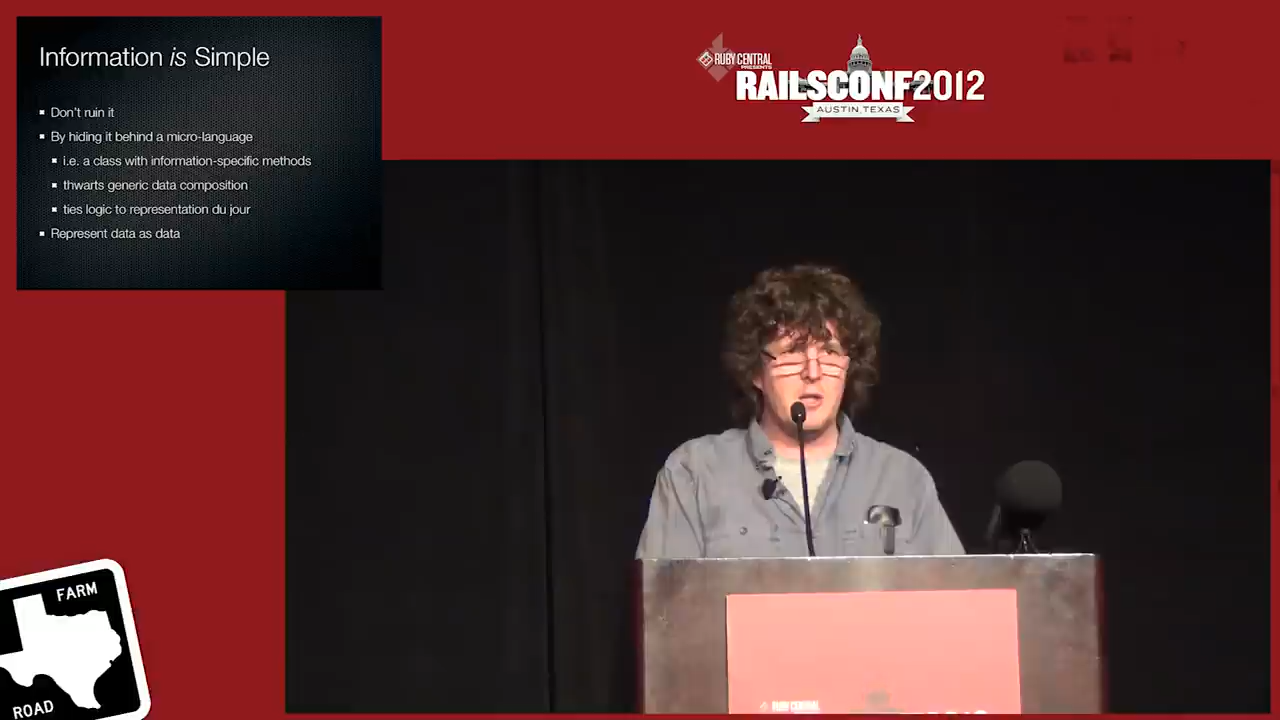 Information is Simple
Don't ruin it
By hiding it behind a micro-language
i.e. a class with information-specific methods
thwarts generic data composition
ties logic to representation du jour
Represent data as data
RUBY CENTRAL
PRESENTS
RAILSCONF2012
AUSTIN, TEXAS
FARM
ROAD
RUBY CENTRAL